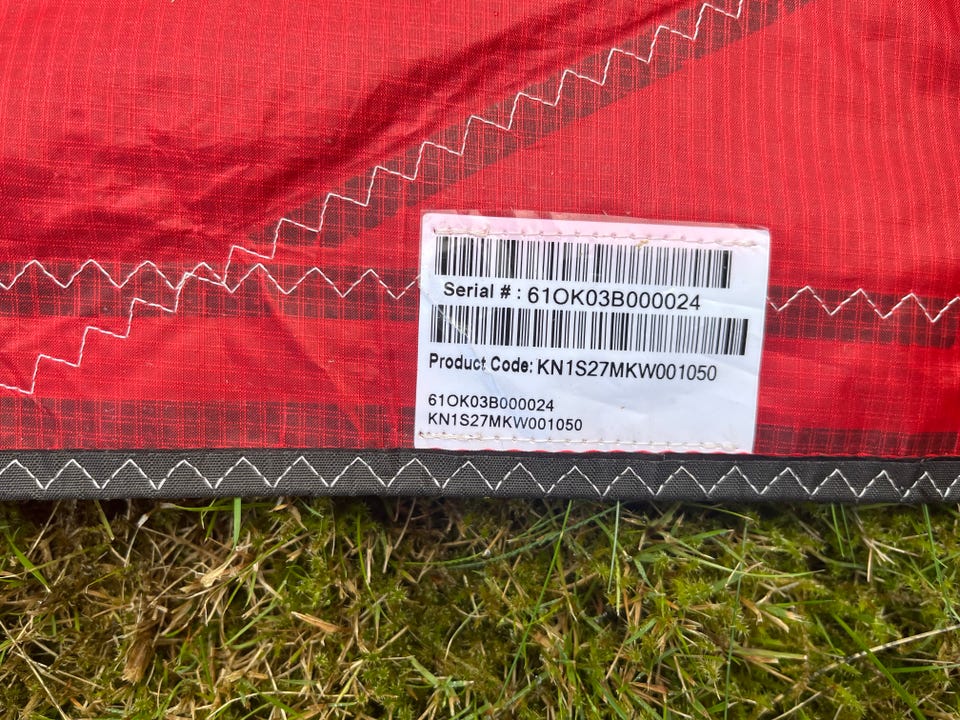 Serial # : 61OK03B000024
Product Code: KN1S27MKW001050
61OK03B000024
KN1S27MKW001050